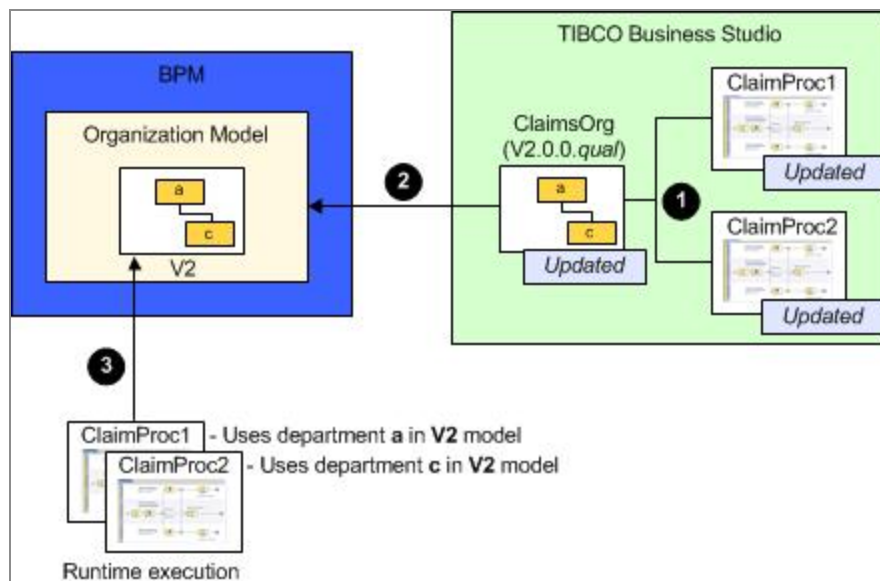 TIBCO Business Studio
BPM
Organization Model
a
c
V2
ClaimsOrg
(V2.0.0.qual)
a
c
Updated
ClaimProc1
Updated
ClaimProc2
Updated
1
2
3
ClaimProc1 - Uses department a in V2 model
ClaimProc2 - Uses department c in V2 model
Runtime execution